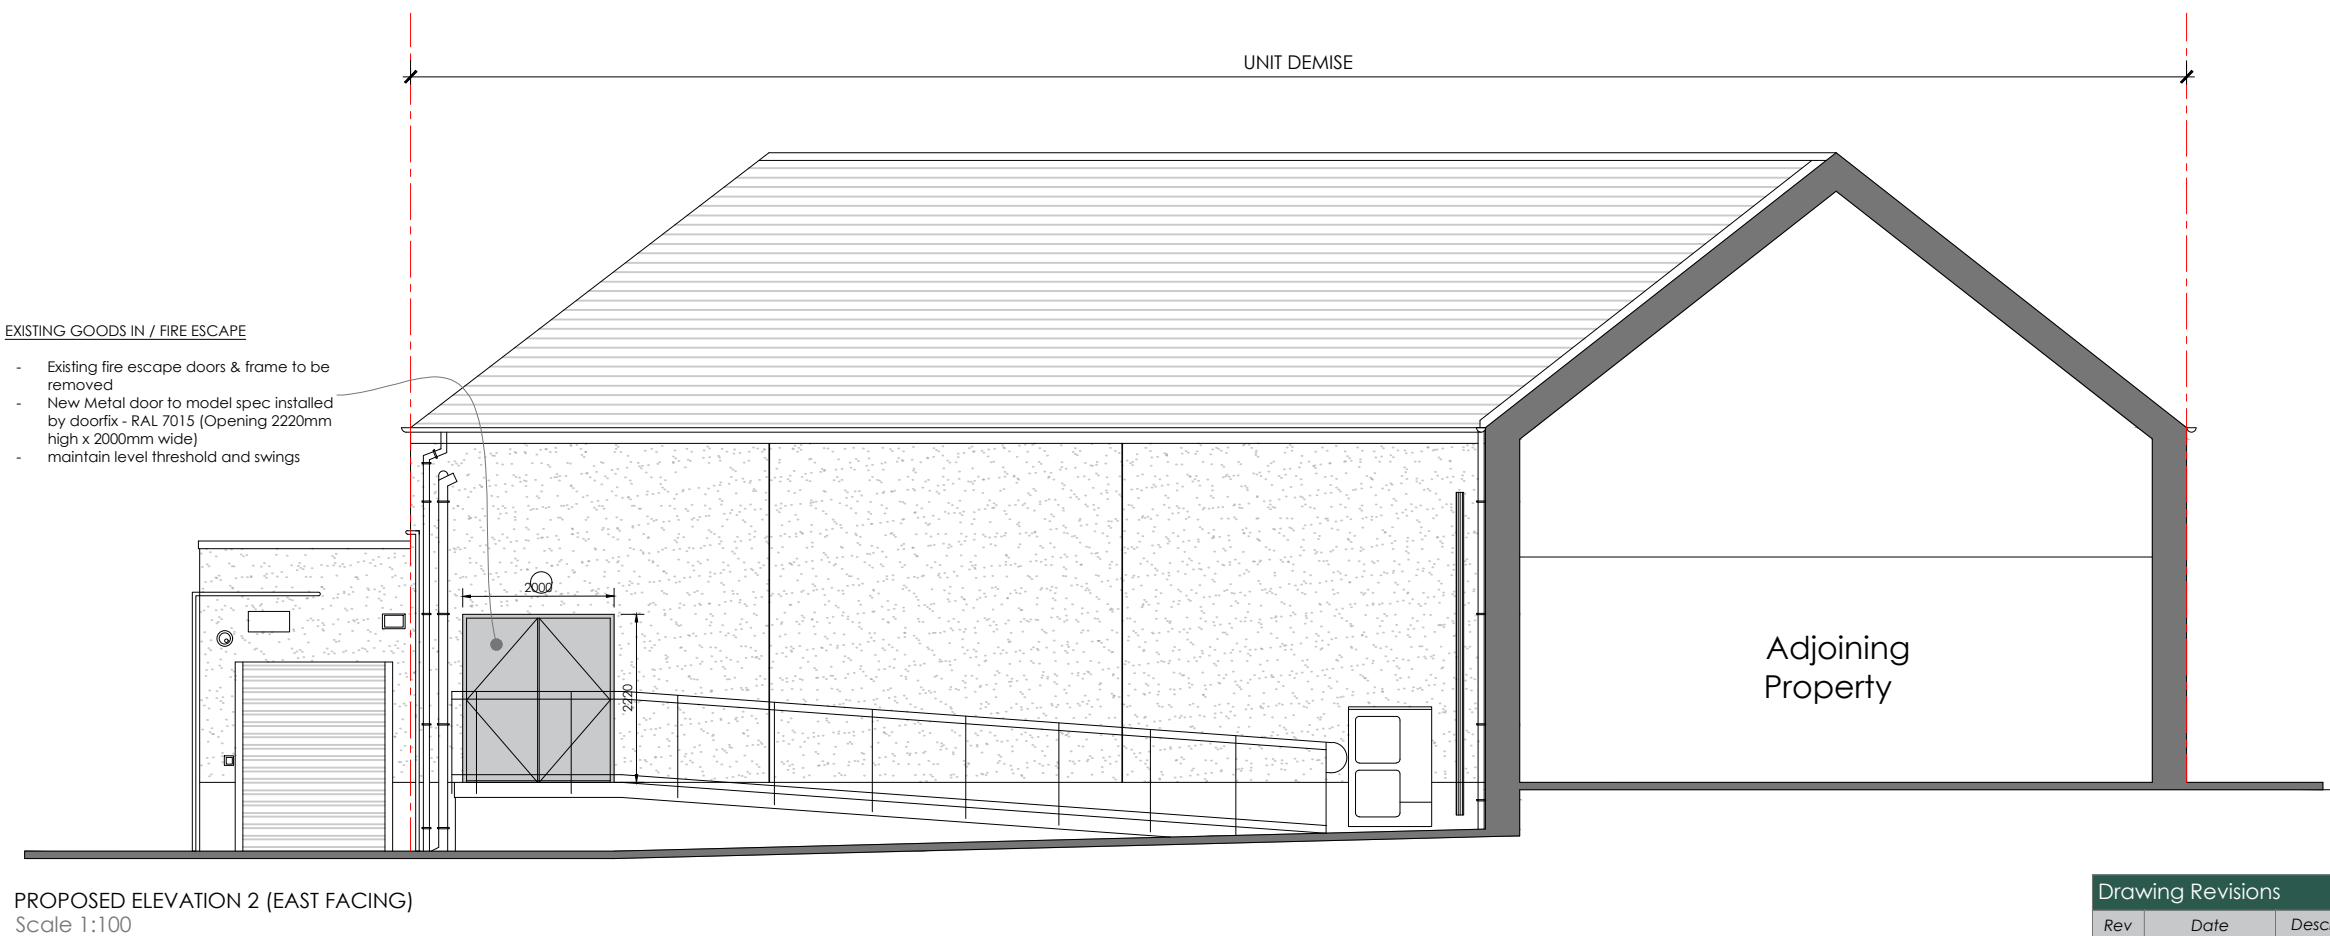 UNIT DEMISE
EXISTING GOODS IN / FIRE ESCAPE
- Existing fire escape doors & frame to be
removed
- New Metal door to model spec installed
by doorfix - RAL 7015 (Opening 2220mm
high x 2000mm wide)
- maintain level threshold and swings
2000
2220
Adjoining
Property
PROPOSED ELEVATION 2 (EAST FACING)
Scale 1:100
Drawing Revisions
Rev Date Desc